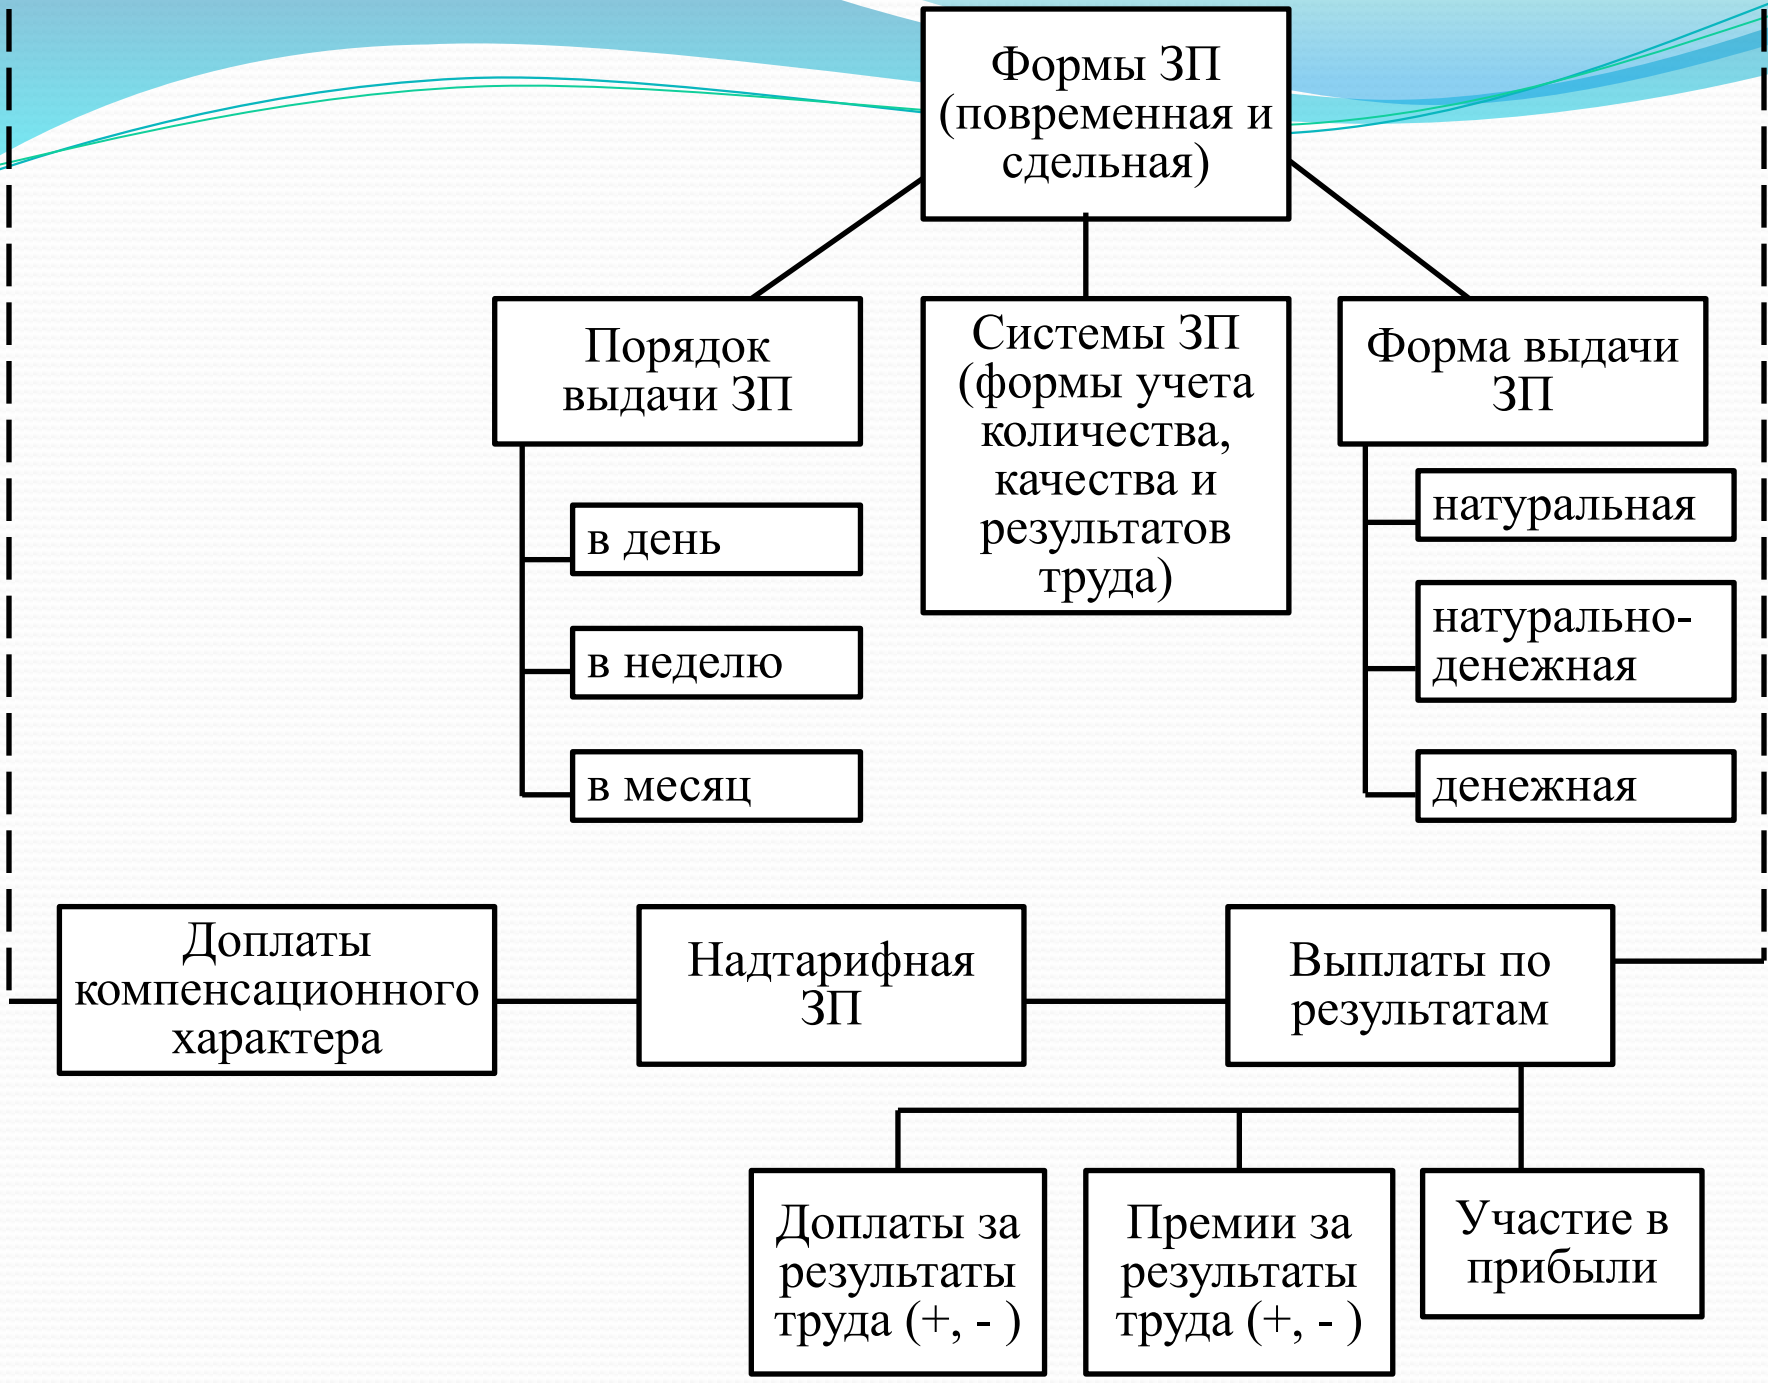 Формы ЗП
(повременная и
сдельная)
Порядок
выдачи ЗП
в день
в неделю
в месяц
Системы ЗП
(формы учета
количества,
качества и
результатов
труда)
Форма выдачи
ЗП
натуральная
натурально-
денежная
денежная
Доплаты
компенсационного
характера
Надтарифная
ЗП
Выплаты по
результатам
Доплаты за
результаты
труда (+, - )
Премии за
результаты
труда (+, - )
Участие в
прибыли